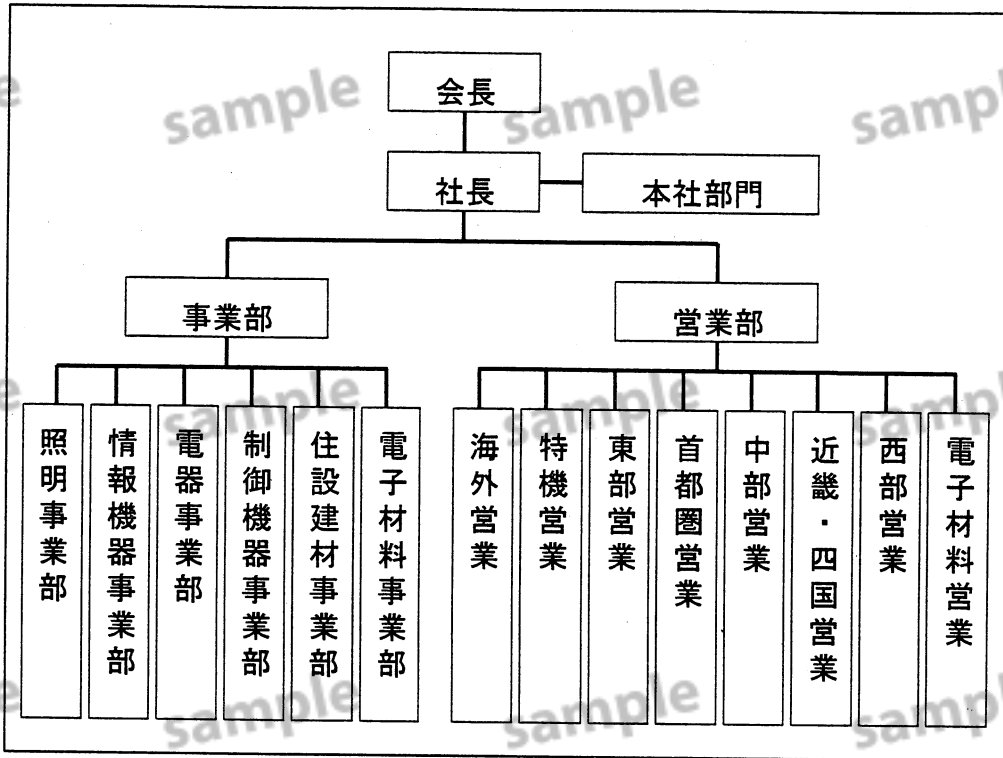 会長
社長
本社部門
事業部
営業部
照明事業部
情報機器事業部
電器事業部
制御機器事業部
住設建材事業部
電子材料事業部
海外営業
特機営業
東部営業
首都圏営業
中部営業
近畿・四国営業
西部営業
電子材料営業
sample
sample
sample
sample
sample
sample
sample
sample
sample